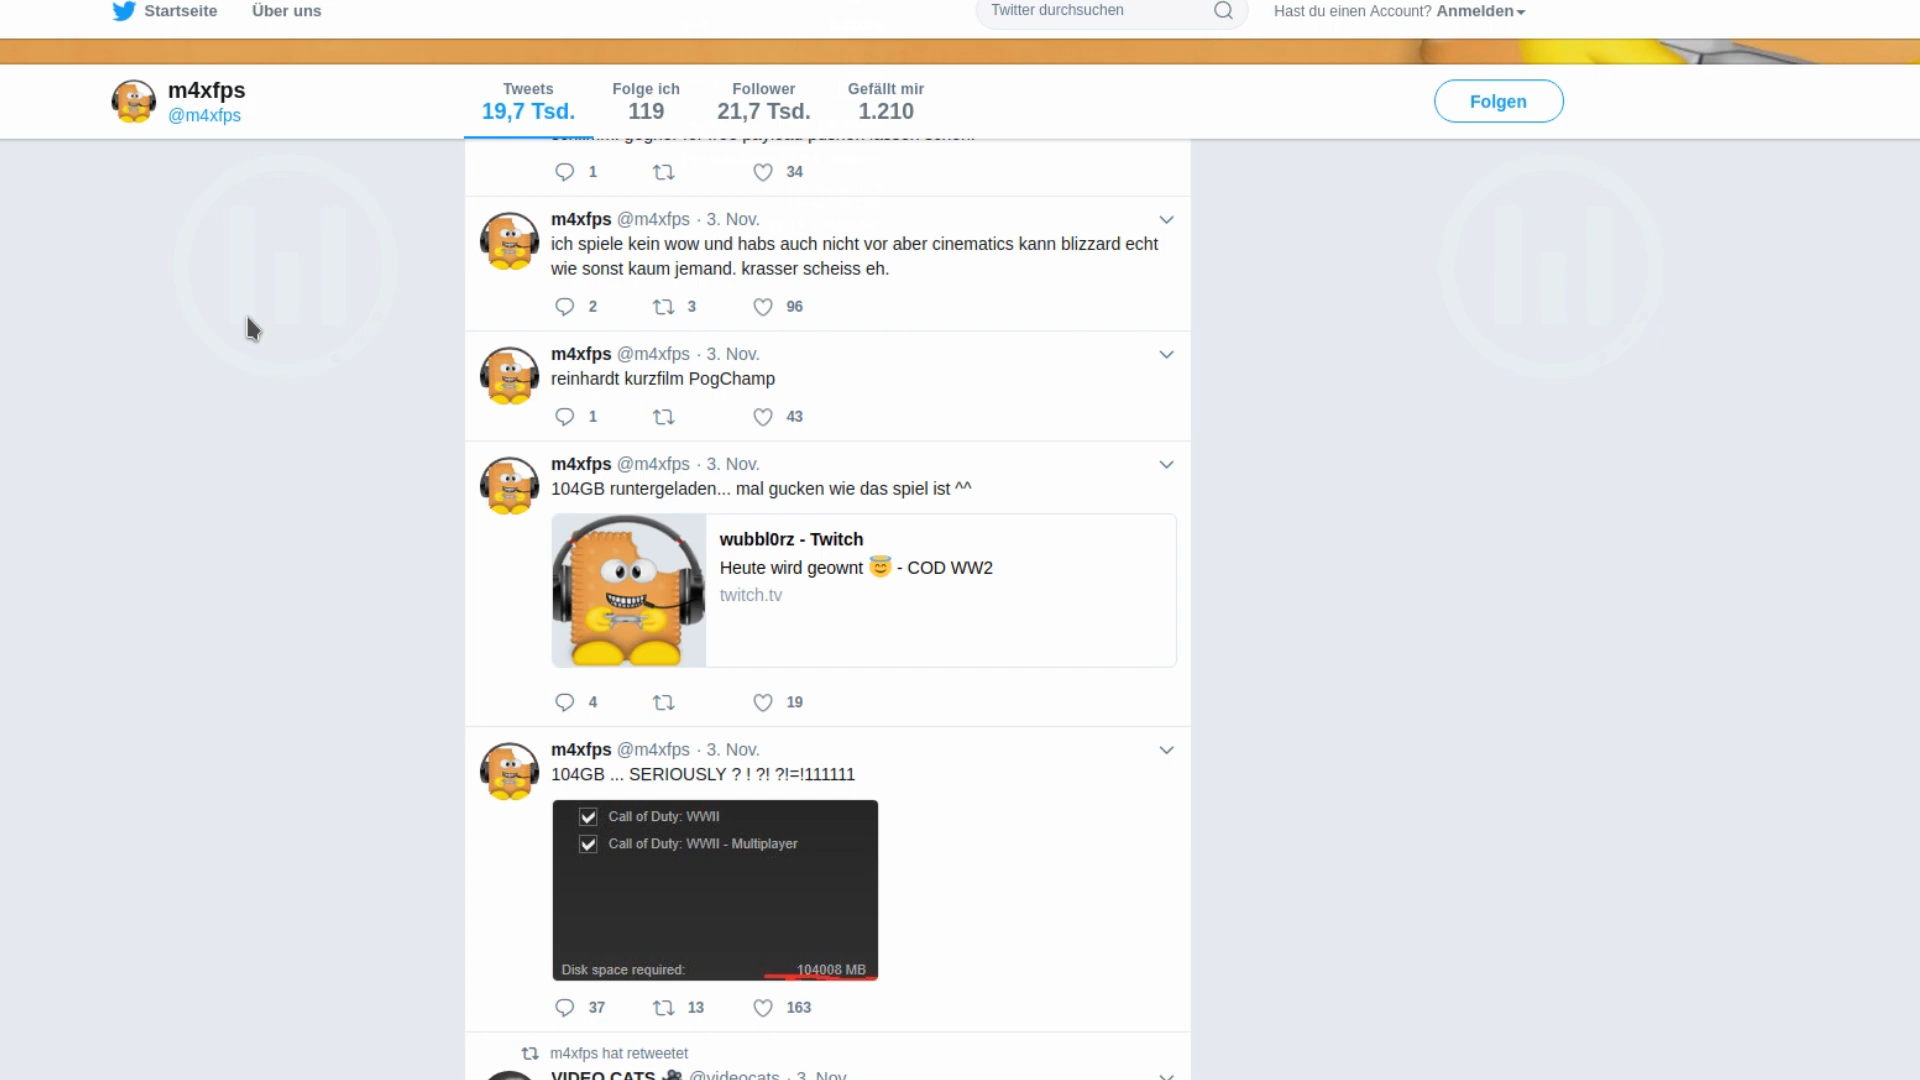 Startseite
Über uns
Twitter durchsuchen
Hast du einen Account? Anmelden
m4xfps
@m4xfps
Tweets
19,7 Tsd.
Folge ich
119
Follower
21,7 Tsd.
Gefällt mir
1.210
Folgen
1
34
m4xfps @m4xfps · 3. Nov.
ich spiele kein wow und habs auch nicht vor aber cinematics kann blizzard echt
wie sonst kaum jemand. krasser scheiss eh.
2
3
96
m4xfps @m4xfps · 3. Nov.
reinhardt kurzfilm PogChamp
1
43
m4xfps @m4xfps · 3. Nov.
104GB runtergeladen... mal gucken wie das spiel ist ^^
wubbl0rz - Twitch
Heute wird geownt 😇 - COD WW2
twitch.tv
4
19
m4xfps @m4xfps · 3. Nov.
104GB ... SERIOUSLY ? ! ?! ?!=!111111
Call of Duty: WWII
Call of Duty: WWII - Multiplayer
Disk space required:
104008 MB
37
13
163
m4xfps hat retweetet
VIDEO CATS 🎥 @videocats · 3. Nov.